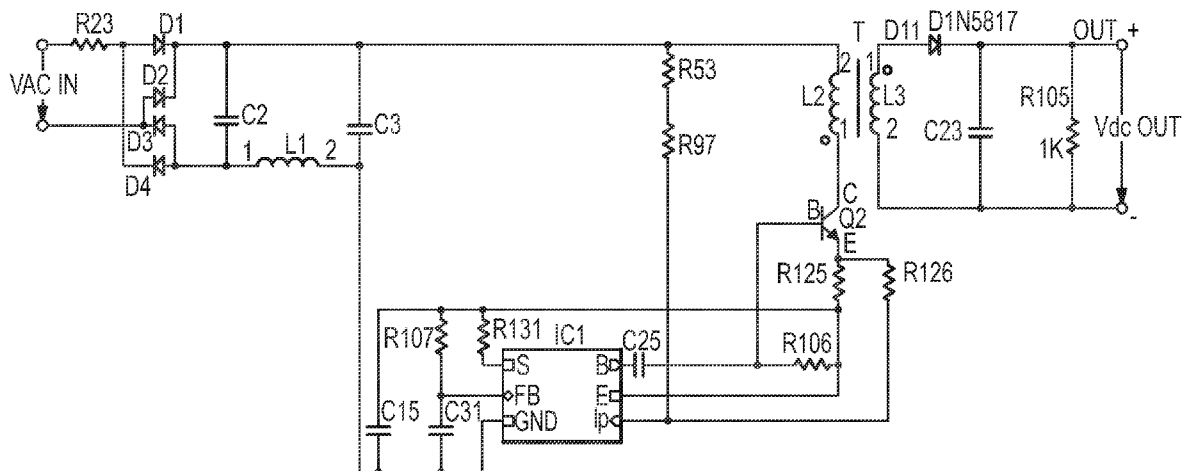 R23
D1
D2
D3
D4
VAC IN
C2
L1
1
2
C3
R53
R97
T
2
L2
1
1
L3
2
D11
D1N5817
OUT
+
C23
R105
1K
Vdc OUT
-
B
C
Q2
E
R125
R126
R107
R131
IC1
C25
R106
S
FB
GND
B
E
ip
C15
C31